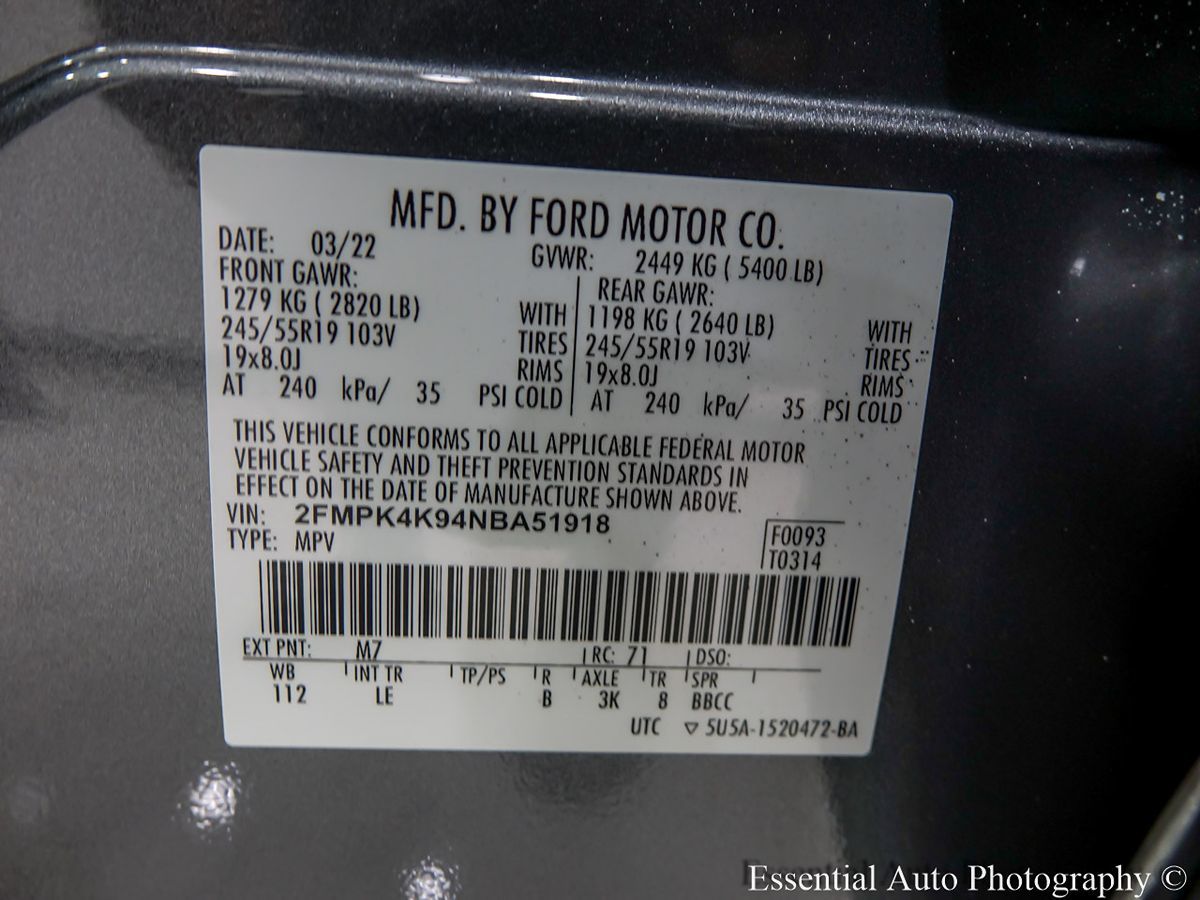 MFD. BY FORD MOTOR CO.
DATE: 03/22 GVWR: 2449 KG ( 5400 LB)
FRONT GAWR: REAR GAWR:
1279 KG ( 2820 LB) WITH 1198 KG ( 2640 LB) WITH
245/55R19 103V TIRES 245/55R19 103V TIRES
19x8.0J RIMS 19x8.0J RIMS
AT 240 kPa/ 35 PSI COLD AT 240 kPa/ 35 PSI COLD
THIS VEHICLE CONFORMS TO ALL APPLICABLE FEDERAL MOTOR
VEHICLE SAFETY AND THEFT PREVENTION STANDARDS IN
EFFECT ON THE DATE OF MANUFACTURE SHOWN ABOVE.
VIN: 2FMPK4K94NBA51918
TYPE: MPV
F0093
T0314
EXT PNT: M7 RC: 71 DSO:
WB INT TR TP/PS R AXLE TR SPR
112 LE B 3K 8 BBCC
UTC ▽ 5U5A-1520472-BA
Essential Auto Photography ©